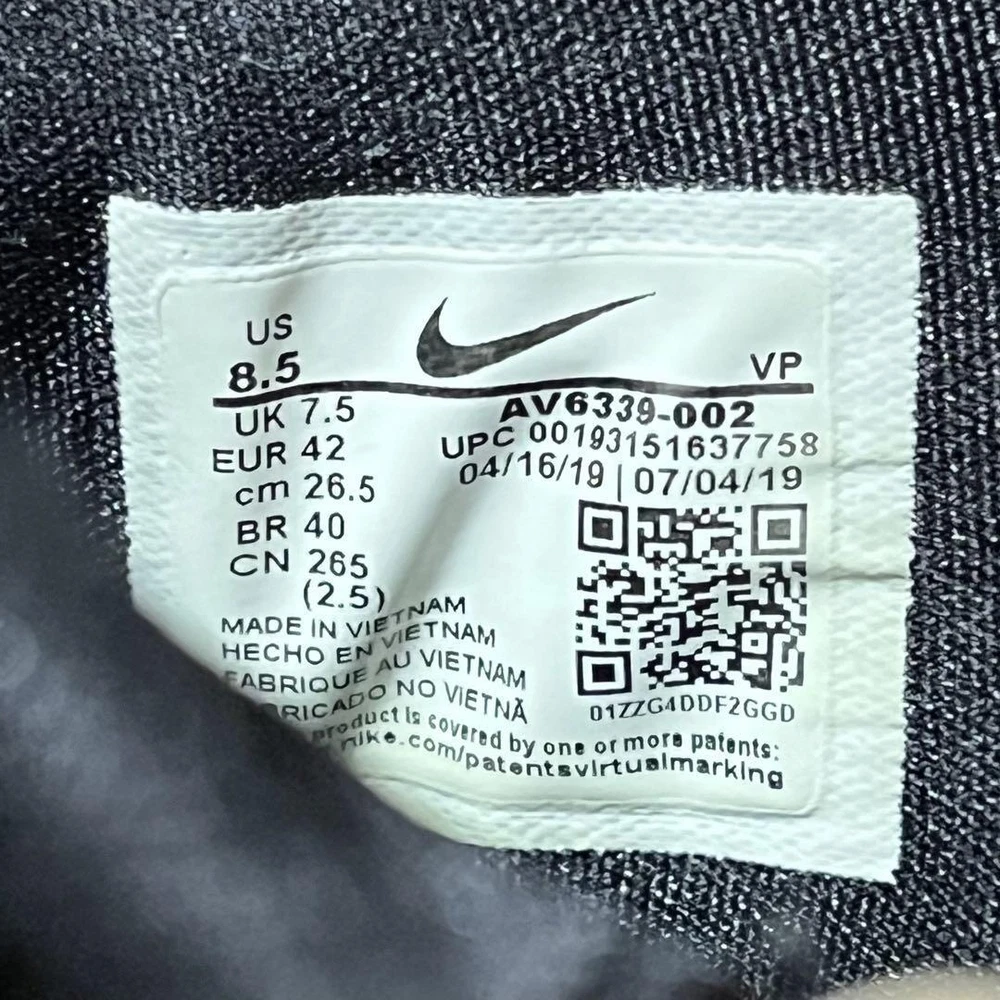 US
8.5
VP
UK 7.5
EUR 42
cm 26.5
BR 40
CN 265
(2.5)
AV6339-002
UPC 00193151637758
04/16/19 | 07/04/19
01ZZG4DDF2GGD
MADE IN VIETNAM
HECHO EN VIETNAM
FABRIQUE AU VIETNAM
BRICADO NO VIETNÃ
product is covered by one or more patents:
nike.com/patentsvirtualmarking